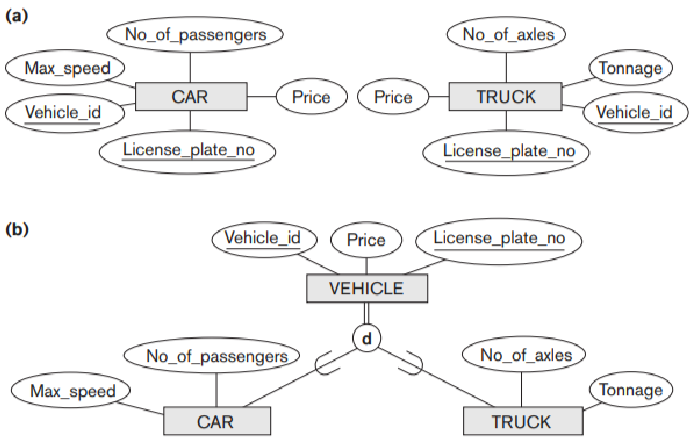 (a)
No_of_passengers
No_of_axles
Max_speed
Tonnage
CAR
Price
Price
TRUCK
Vehicle_id
Vehicle_id
License_plate_no
License_plate_no
(b)
Vehicle_id
Price
License_plate_no
VEHICLE
d
No_of_passengers
No_of_axles
Max_speed
Tonnage
CAR
TRUCK